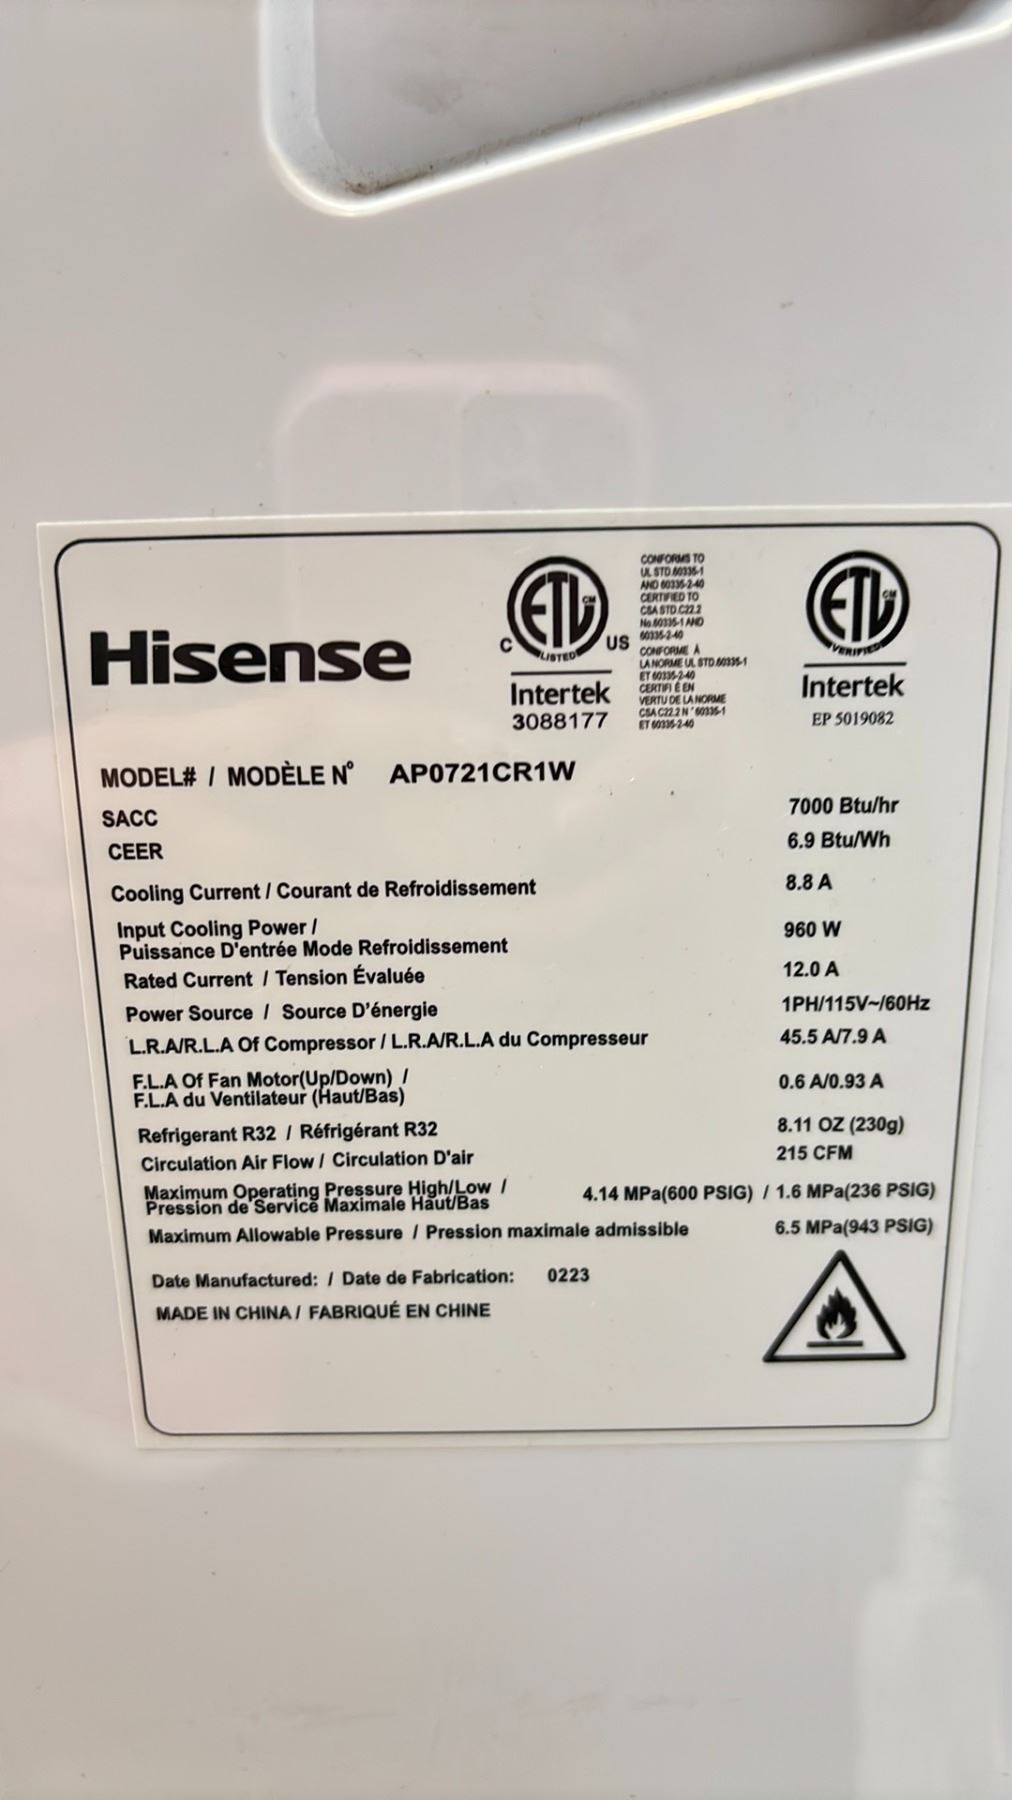 Hisense
ETL CM
LISTED
C US
Intertek
3088177
CONFORMS TO
UL STD.60335-1
AND 60335-2-40
CERTIFIED TO
CSA STD.C22.2
No.60335-1 AND
60335-2-40
CONFORME À
LA NORME UL STD.60335-1
ET 60335-2-40
CERTIFI É EN
VERTU DE LA NORME
CSA C22.2 N ° 60335-1
ET 60335-2-40
ETL CM
VERIFIED
Intertek
EP 5019082
MODEL# / MODÈLE N° AP0721CR1W
SACC 7000 Btu/hr
CEER 6.9 Btu/Wh
Cooling Current / Courant de Refroidissement 8.8 A
Input Cooling Power /
Puissance D'entrée Mode Refroidissement 960 W
Rated Current / Tension Évaluée 12.0 A
Power Source / Source D'énergie 1PH/115V~/60Hz
L.R.A/R.L.A Of Compressor / L.R.A/R.L.A du Compresseur 45.5 A/7.9 A
F.L.A Of Fan Motor(Up/Down) /
F.L.A du Ventilateur (Haut/Bas) 0.6 A/0.93 A
Refrigerant R32 / Réfrigérant R32 8.11 OZ (230g)
Circulation Air Flow / Circulation D'air 215 CFM
Maximum Operating Pressure High/Low /
Pression de Service Maximale Haut/Bas 4.14 MPa(600 PSIG) / 1.6 MPa(236 PSIG)
Maximum Allowable Pressure / Pression maximale admissible 6.5 MPa(943 PSIG)
Date Manufactured: / Date de Fabrication: 0223
MADE IN CHINA / FABRIQUÉ EN CHINE